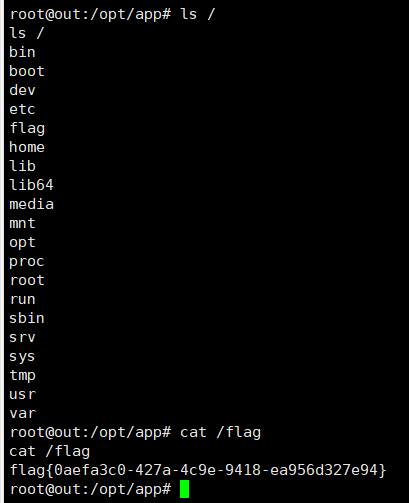 root@out:/opt/app# ls /
ls /
bin
boot
dev
etc
flag
home
lib
lib64
media
mnt
opt
proc
root
run
sbin
srv
sys
tmp
usr
var
root@out:/opt/app# cat /flag
cat /flag
flag{0aefa3c0-427a-4c9e-9418-ea956d327e94}
root@out:/opt/app#